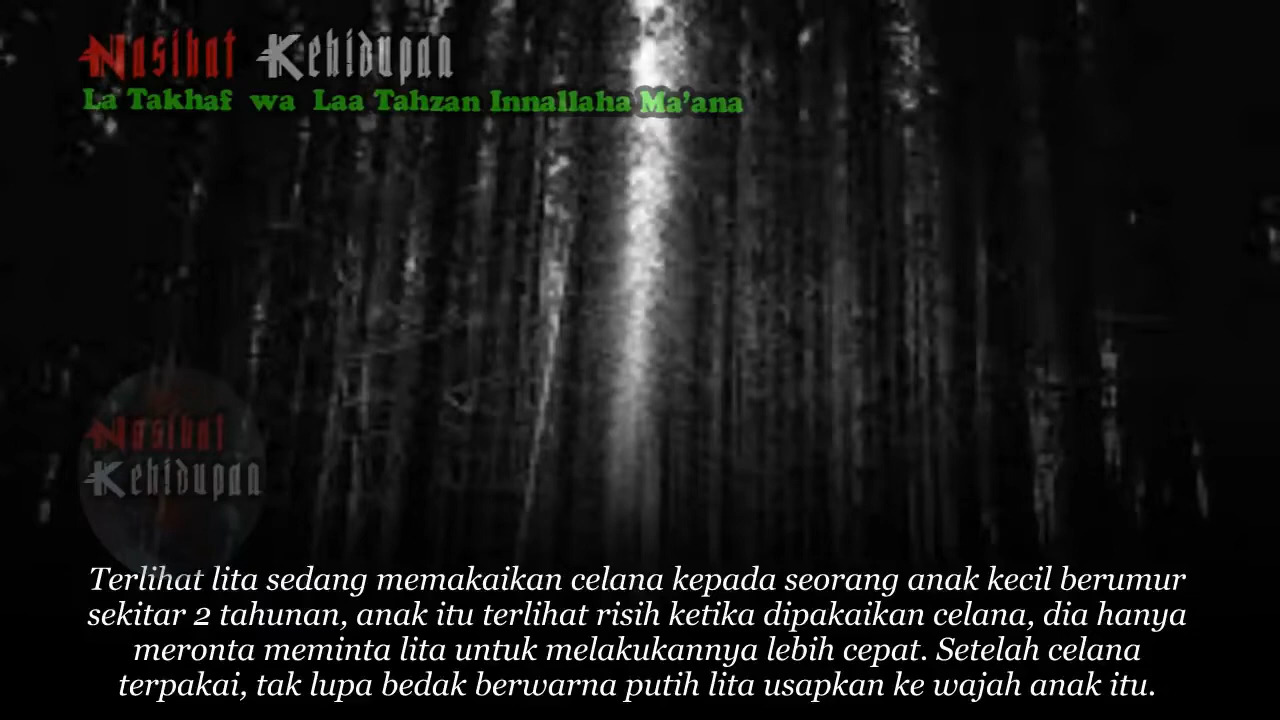 Nasihat Kehidupan
La Takhaf wa Laa Tahzan Innallaha Ma'ana
Nasihat
Kehidupan
Terlihat lita sedang memakaikan celana kepada seorang anak kecil berumur
sekitar 2 tahunan, anak itu terlihat risih ketika dipakaikan celana, dia hanya
meronta meminta lita untuk melakukannya lebih cepat. Setelah celana
terpakai, tak lupa bedak berwarna putih lita usapkan ke wajah anak itu.